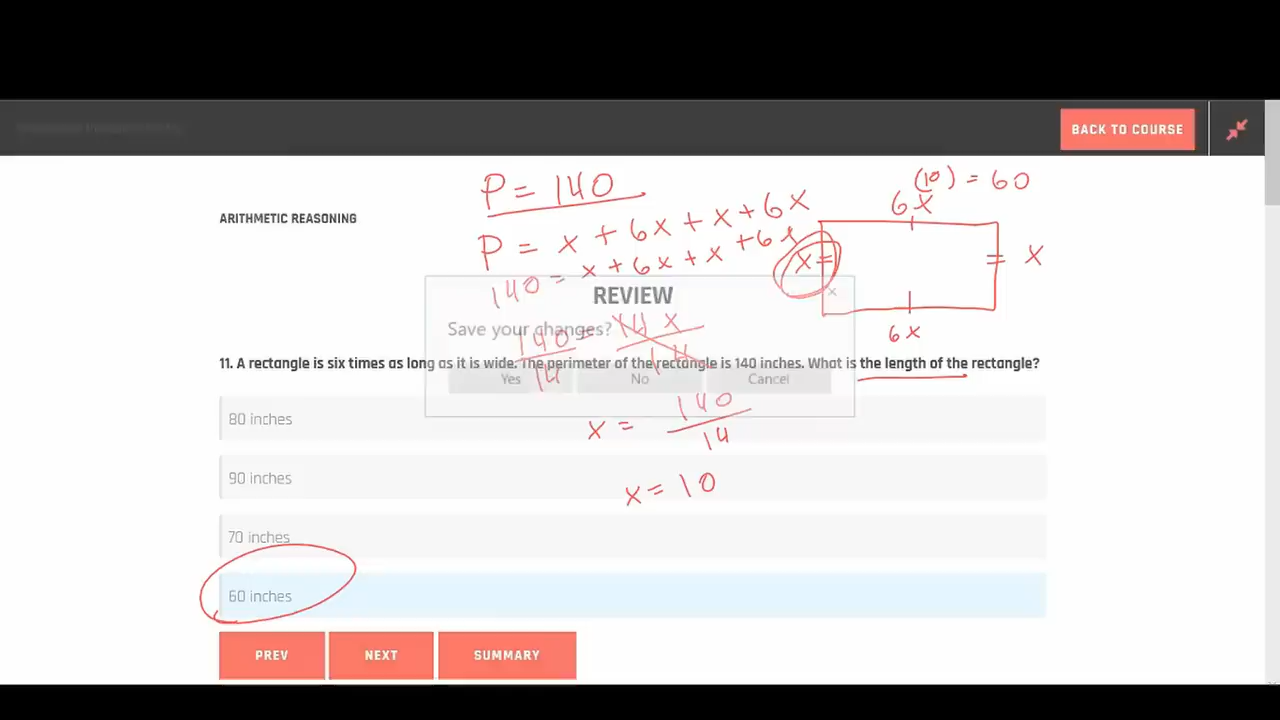 BACK TO COURSE
P = 140
(10) = 60
6x
ARITHMETIC REASONING
P = x + 6x + x + 6x
140 = x + 6x + x + 6x
x
x
REVIEW
Save your changes?
140 = 14 x
14 14
6x
11. A rectangle is six times as long as it is wide. The perimeter of the rectangle is 140 inches. What is the length of the rectangle?
Yes No Cancel
80 inches
x = 140
14
90 inches
x = 10
70 inches
60 inches
PREV NEXT SUMMARY